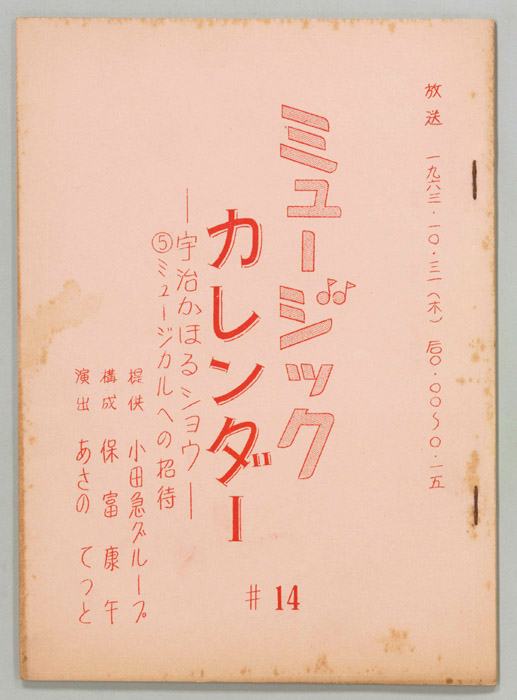 放送 一九六三・一〇・三一(木) 后〇・〇〇〜〇・一五
ミュージック
カレンダー
#14
―宇治かほるショウ―
⑤ミュージカルへの招待
提供 小田急グループ
構成 保富康午
演出 あさの てつと